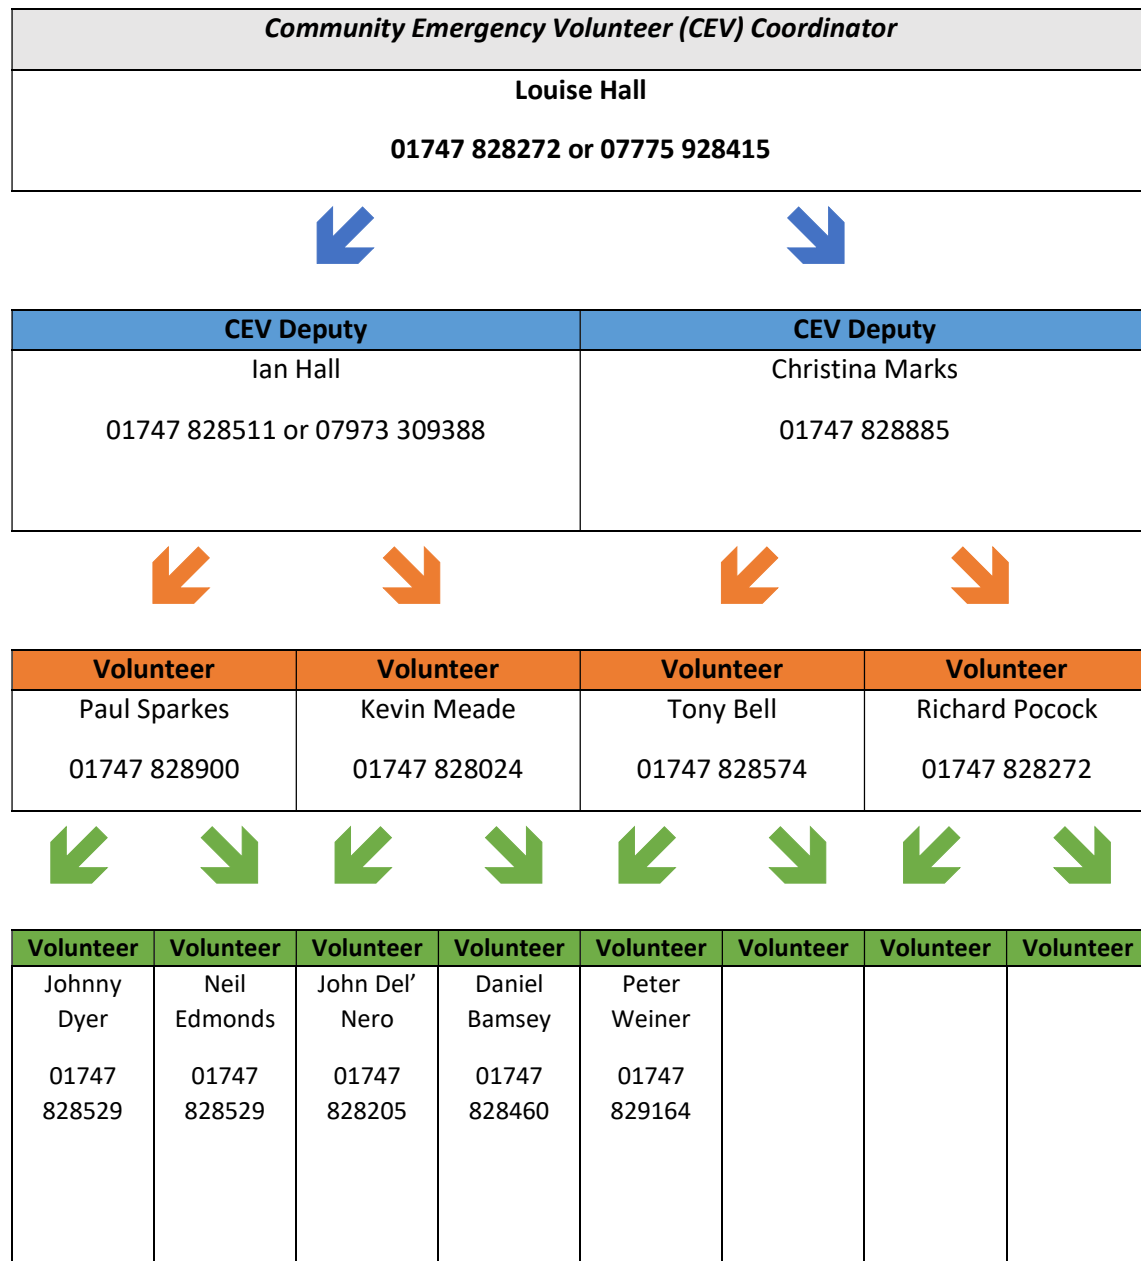 Community Emergency Volunteer (CEV) Coordinator
Louise Hall
01747 828272 or 07775 928415
CEV Deputy
CEV Deputy
Ian Hall
01747 828511 or 07973 309388
Christina Marks
01747 828885
Volunteer
Volunteer
Volunteer
Volunteer
Paul Sparkes
01747 828900
Kevin Meade
01747 828024
Tony Bell
01747 828574
Richard Pocock
01747 828272
Volunteer
Volunteer
Volunteer
Volunteer
Volunteer
Volunteer
Volunteer
Volunteer
Johnny
Dyer
01747
828529
Neil
Edmonds
01747
828529
John Del’
Nero
01747
828205
Daniel
Bamsey
01747
828460
Peter
Weiner
01747
829164